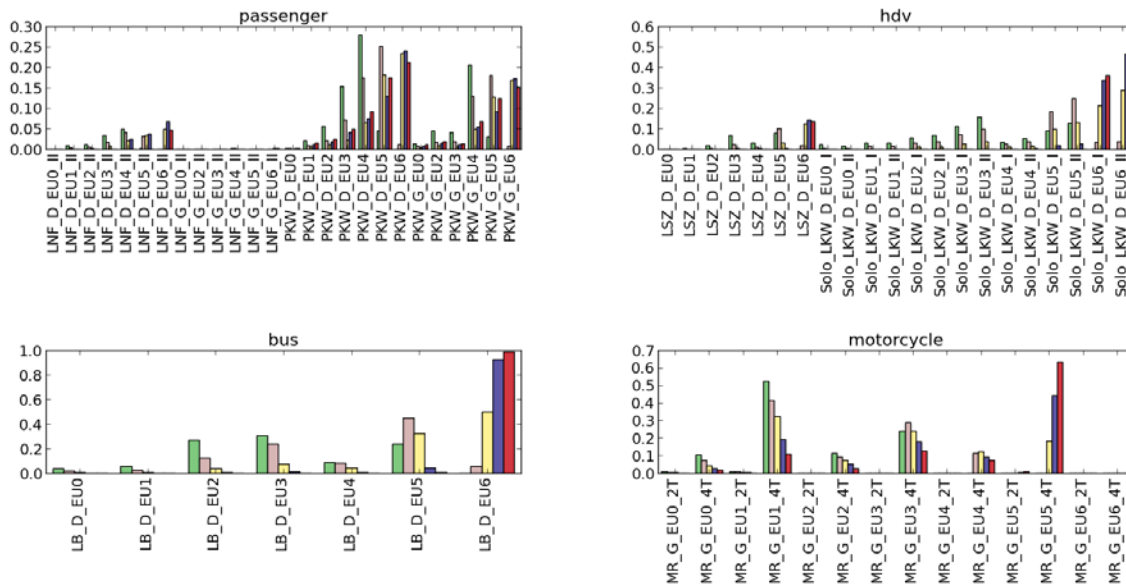 passenger
0.30
0.25
0.20
0.15
0.10
0.05
0.00
LNF_D_EU0_II
LNF_D_EU1_II
LNF_D_EU2_II
LNF_D_EU3_II
LNF_D_EU4_II
LNF_D_EU5_II
LNF_D_EU6_II
LNF_G_EU0_II
LNF_G_EU2_II
LNF_G_EU3_II
LNF_G_EU4_II
LNF_G_EU5_II
LNF_G_EU6_II
PKW_D_EU0
PKW_D_EU1
PKW_D_EU2
PKW_D_EU3
PKW_D_EU4
PKW_D_EU5
PKW_D_EU6
PKW_G_EU0
PKW_G_EU2
PKW_G_EU3
PKW_G_EU4
PKW_G_EU5
PKW_G_EU6
hdv
0.6
0.5
0.4
0.3
0.2
0.1
0.0
LSZ_D_EU0
LSZ_D_EU1
LSZ_D_EU2
LSZ_D_EU3
LSZ_D_EU4
LSZ_D_EU5
LSZ_D_EU6
Solo_LKW_D_EU0_I
Solo_LKW_D_EU0_II
Solo_LKW_D_EU1_I
Solo_LKW_D_EU1_II
Solo_LKW_D_EU2_I
Solo_LKW_D_EU2_II
Solo_LKW_D_EU3_I
Solo_LKW_D_EU3_II
Solo_LKW_D_EU4_I
Solo_LKW_D_EU4_II
Solo_LKW_D_EU5_I
Solo_LKW_D_EU5_II
Solo_LKW_D_EU6_I
Solo_LKW_D_EU6_II
bus
1.0
0.8
0.6
0.4
0.2
0.0
LB_D_EU0
LB_D_EU1
LB_D_EU2
LB_D_EU3
LB_D_EU4
LB_D_EU5
LB_D_EU6
motorcycle
0.7
0.6
0.5
0.4
0.3
0.2
0.1
0.0
MR_G_EU0_2T
MR_G_EU0_4T
MR_G_EU1_2T
MR_G_EU1_4T
MR_G_EU2_2T
MR_G_EU2_4T
MR_G_EU3_2T
MR_G_EU3_4T
MR_G_EU4_2T
MR_G_EU4_4T
MR_G_EU5_2T
MR_G_EU5_4T
MR_G_EU6_2T
MR_G_EU6_4T